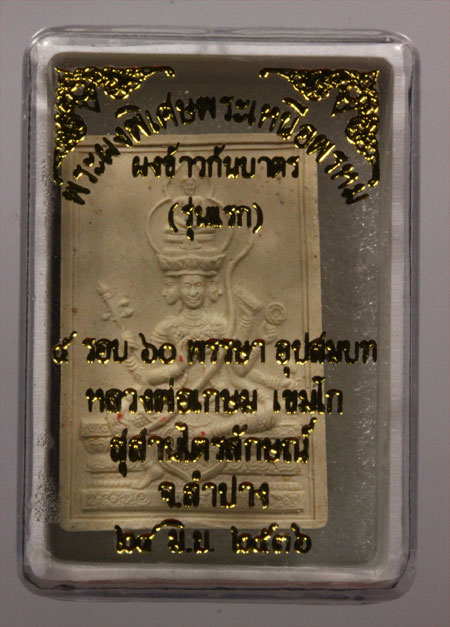 พระผงพิเศษพระเหนือพรหม
ผงข้าวก้นบาตร
(รุ่นแรก)
๕ รอบ ๖๐ พรรษา อุปสมบท
หลวงพ่อเกษม เขมโก
สุสานไตรลักษณ์
จ.ลำปาง
๒๘ มิ.ย. ๒๕๓๖